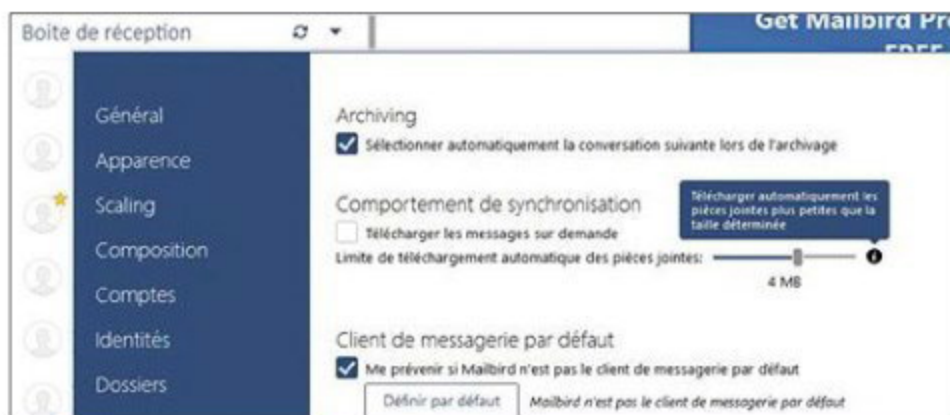 Boite de réception
Get Mailbird Pro
FREE
Général
Apparence
Scaling
Composition
Comptes
Identités
Dossiers
Archiving
Sélectionner automatiquement la conversation suivante lors de l'archivage
Comportement de synchronisation
Télécharger automatiquement les
pièces jointes plus petites que la
taille déterminée
Télécharger les messages sur demande
Limite de téléchargement automatique des pièces jointes:
4 MB
Client de messagerie par défaut
Me prévenir si Mailbird n'est pas le client de messagerie par défaut
Définir par défaut
Mailbird n'est pas le client de messagerie par défaut